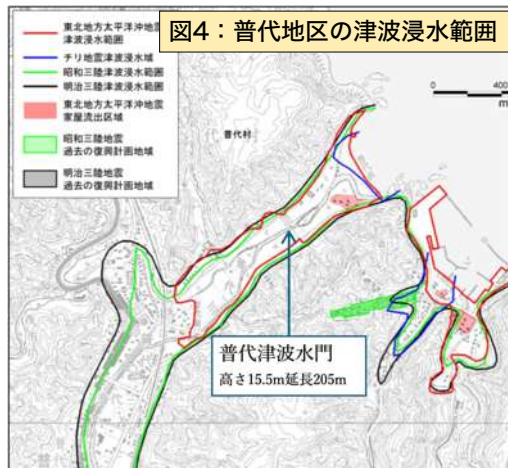 図4：普代地区の津波浸水範囲
東北地方太平洋沖地震
津波浸水範囲
チリ地震津波浸水域
昭和三陸津波浸水範囲
明治三陸津波浸水範囲
東北地方太平洋沖地震
家屋流出区域
昭和三陸地震
過去の復興計画地域
明治三陸地震
過去の復興計画地域
0 400
m
普代村
普代津波水門
高さ15.5m延長205m